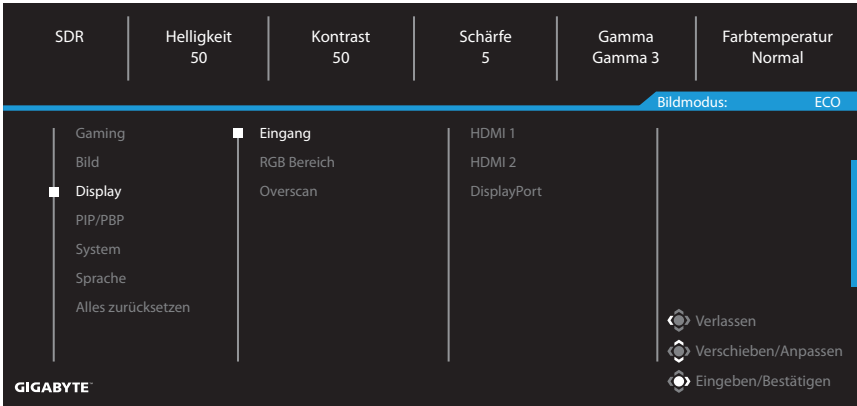 SDR
Helligkeit
50
Kontrast
50
Schärfe
5
Gamma
Gamma 3
Farbtemperatur
Normal
Bildmodus: ECO
Gaming
Bild
Display
PIP/PBP
System
Sprache
Alles zurücksetzen
Eingang
RGB Bereich
Overscan
HDMI 1
HDMI 2
DisplayPort
Verlassen
Verschieben/Anpassen
Eingeben/Bestätigen
GIGABYTE™